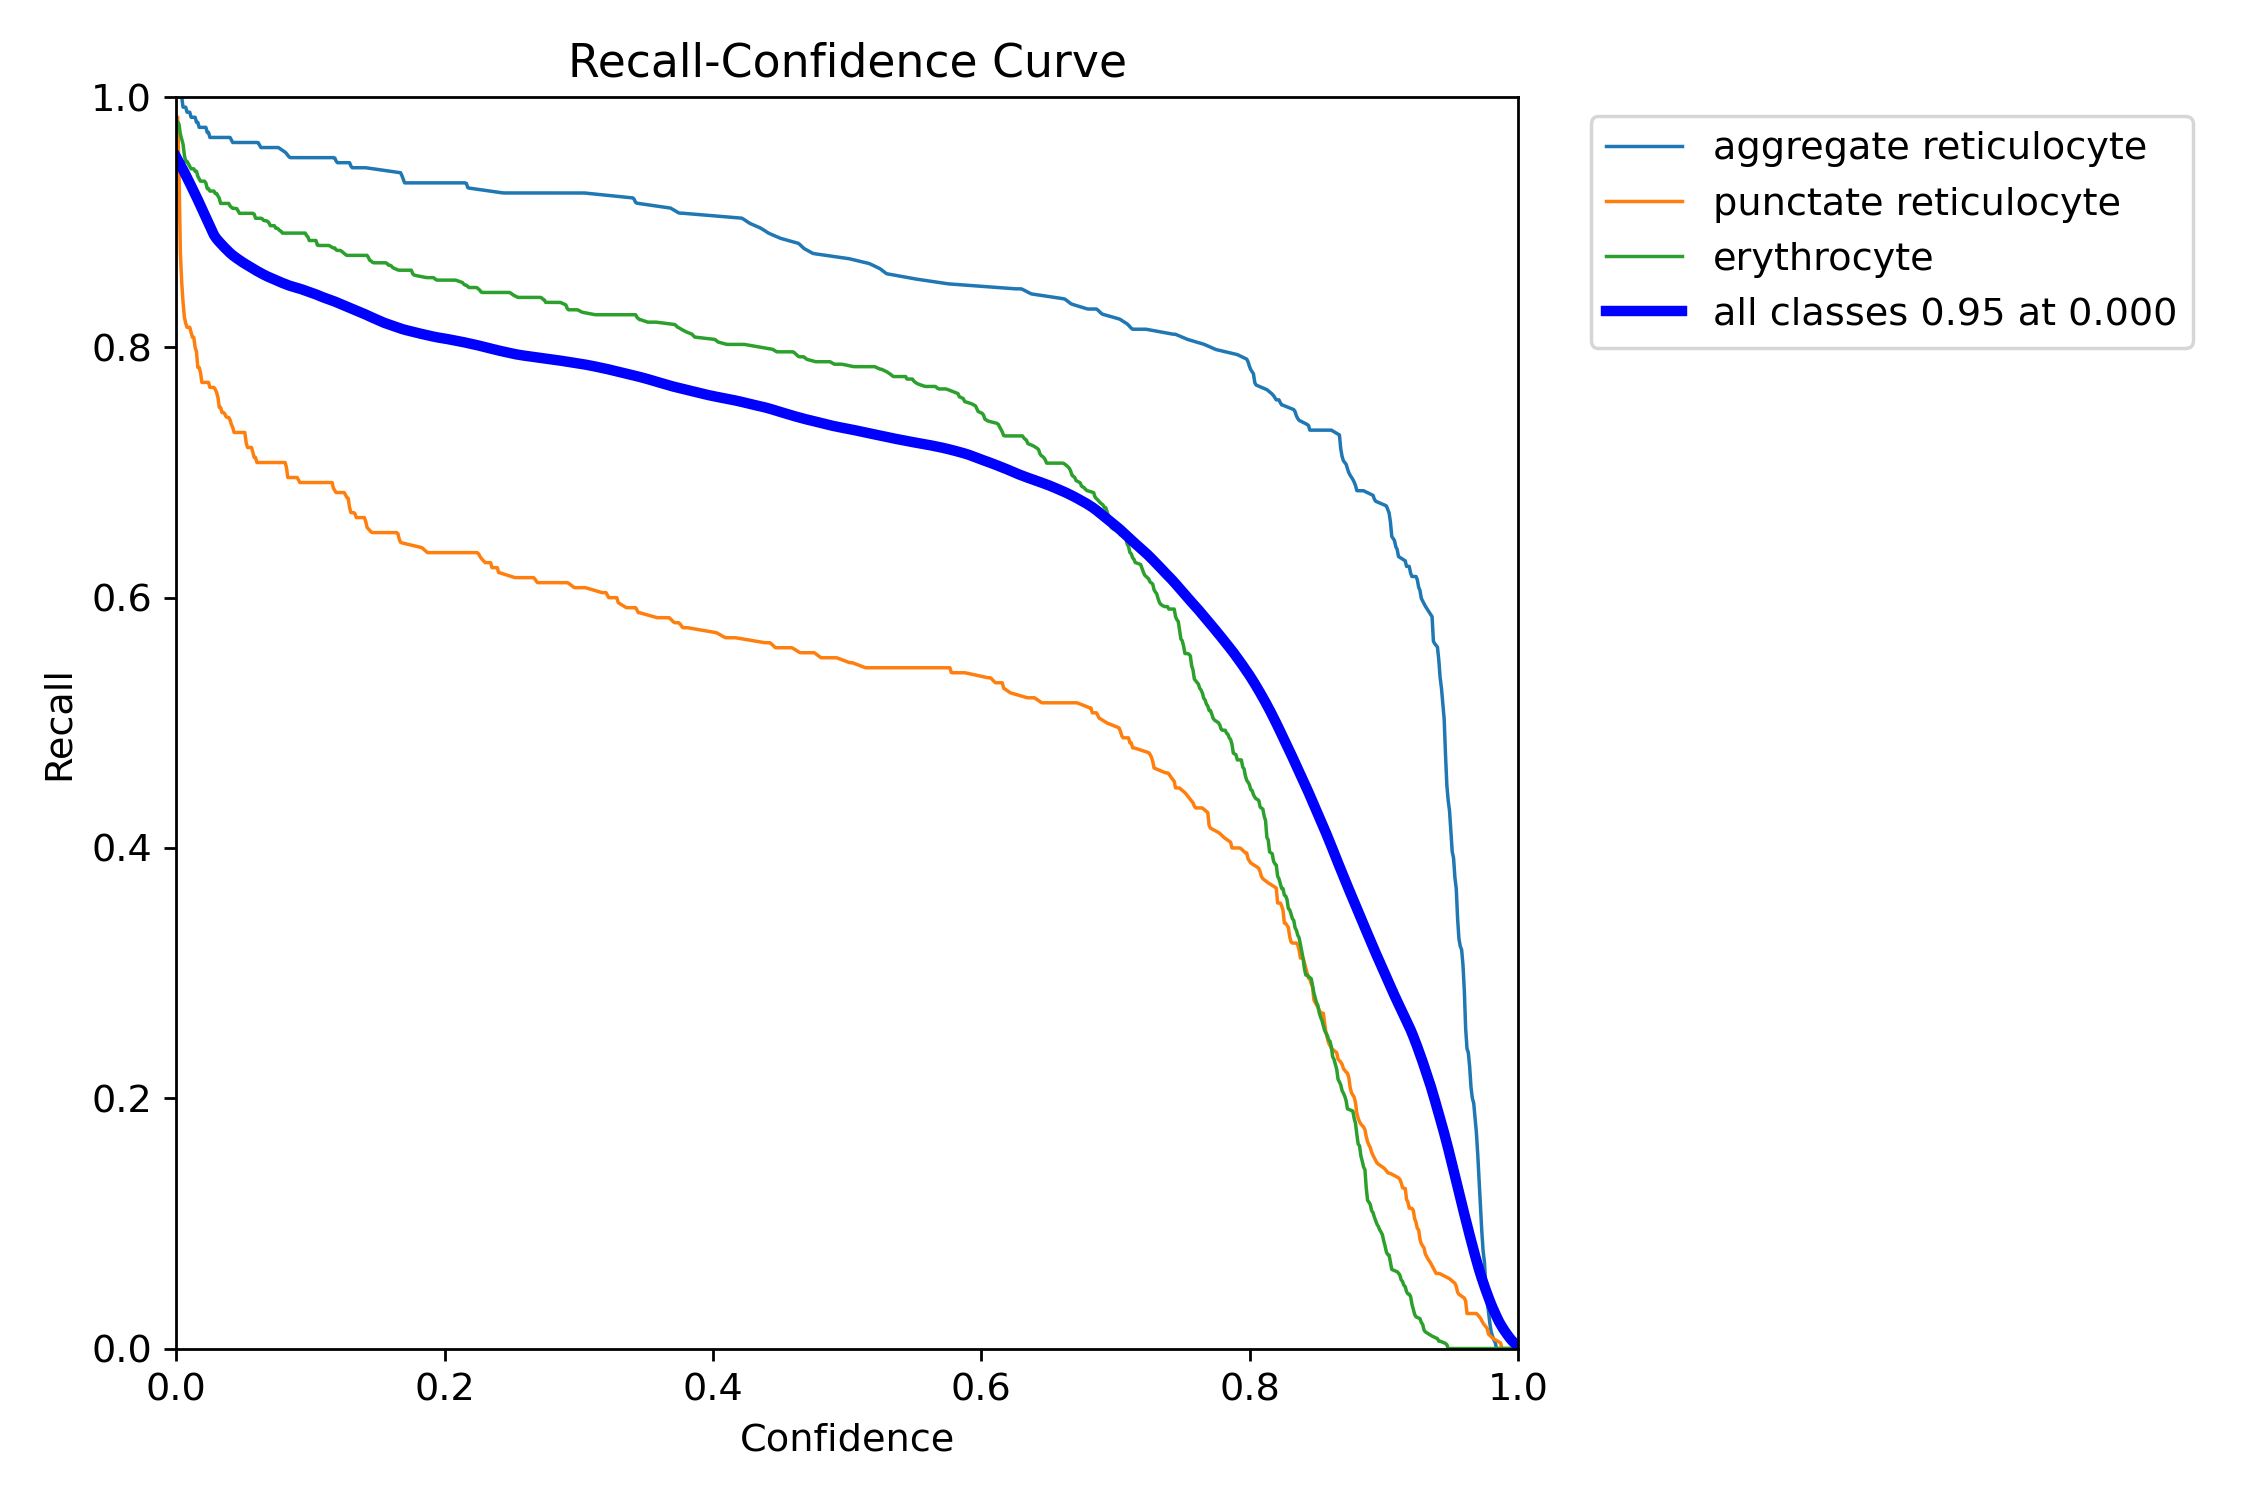 Recall-Confidence Curve
aggregate reticulocyte
punctate reticulocyte
erythrocyte
all classes 0.95 at 0.000
1.0
0.8
0.6
0.4
0.2
0.0
Recall
0.0 0.2 0.4 0.6 0.8 1.0
Confidence